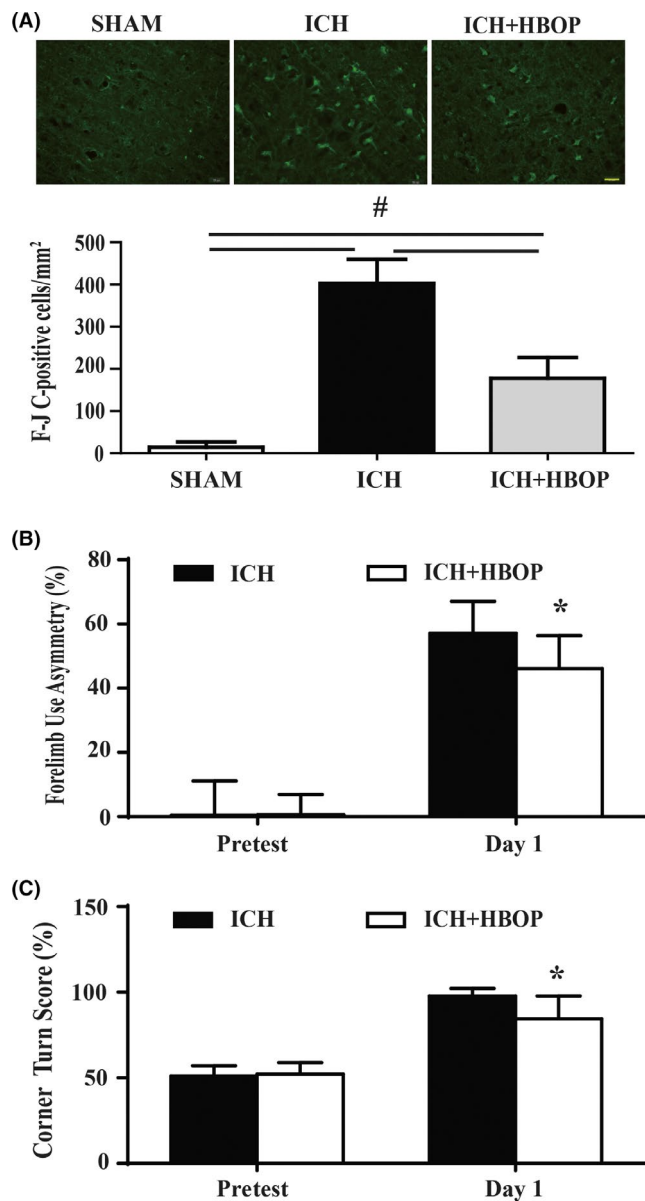 (A)
SHAM ICH ICH+HBOP
#
F-J C-positive cells/mm²
500
400
300
200
100
0
SHAM ICH ICH+HBOP
(B)
ICH ICH+HBOP
Forelimb Use Asymmetry (%)
80
60
40
20
0
*
Pretest Day 1
(C)
ICH ICH+HBOP
Corner Turn Score (%)
150
100
50
0
*
Pretest Day 1